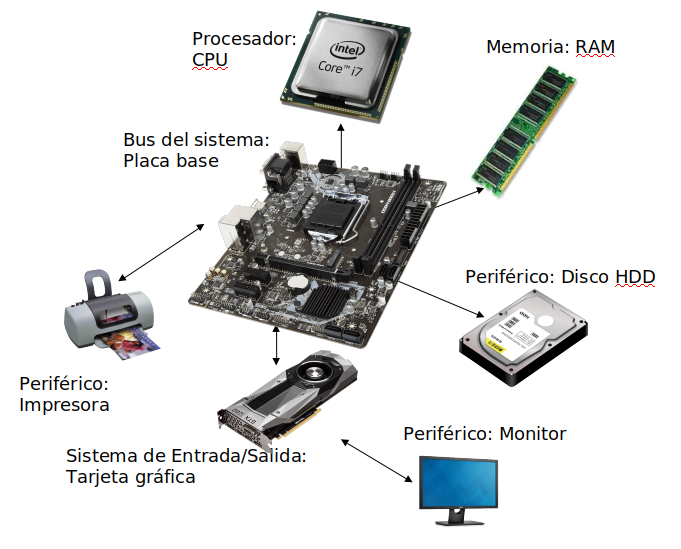 Procesador:
CPU
intel
Core™ i7
Memoria: RAM
Bus del sistema:
Placa base
Periférico: Disco HDD
Periférico:
Impresora
Sistema de Entrada/Salida:
Tarjeta gráfica
Periférico: Monitor